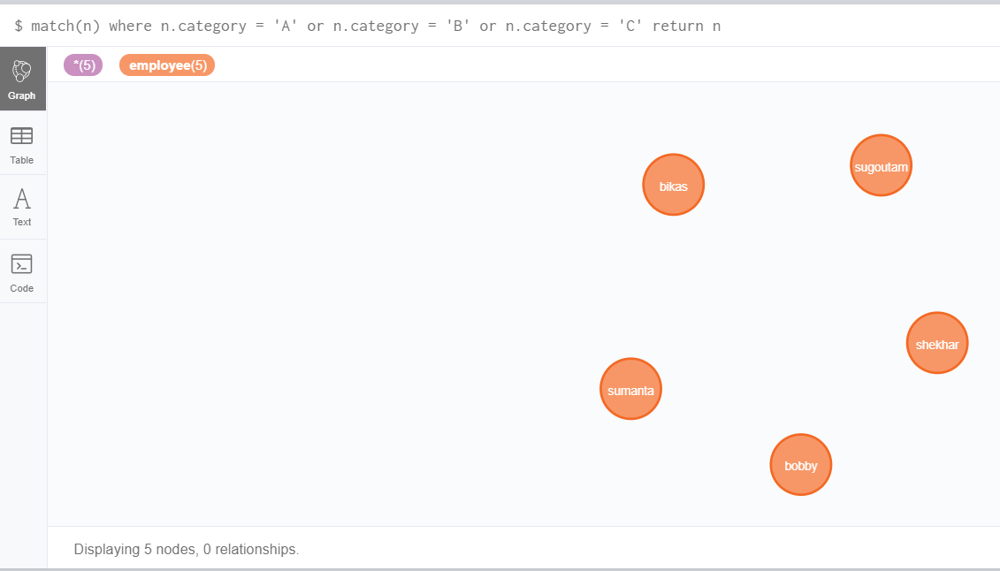 $ match(n) where n.category = 'A' or n.category = 'B' or n.category = 'C' return n
*(5) employee(5)
Graph
Table
Text
Code
sugoutam
bikas
shekhar
sumanta
bobby
Displaying 5 nodes, 0 relationships.